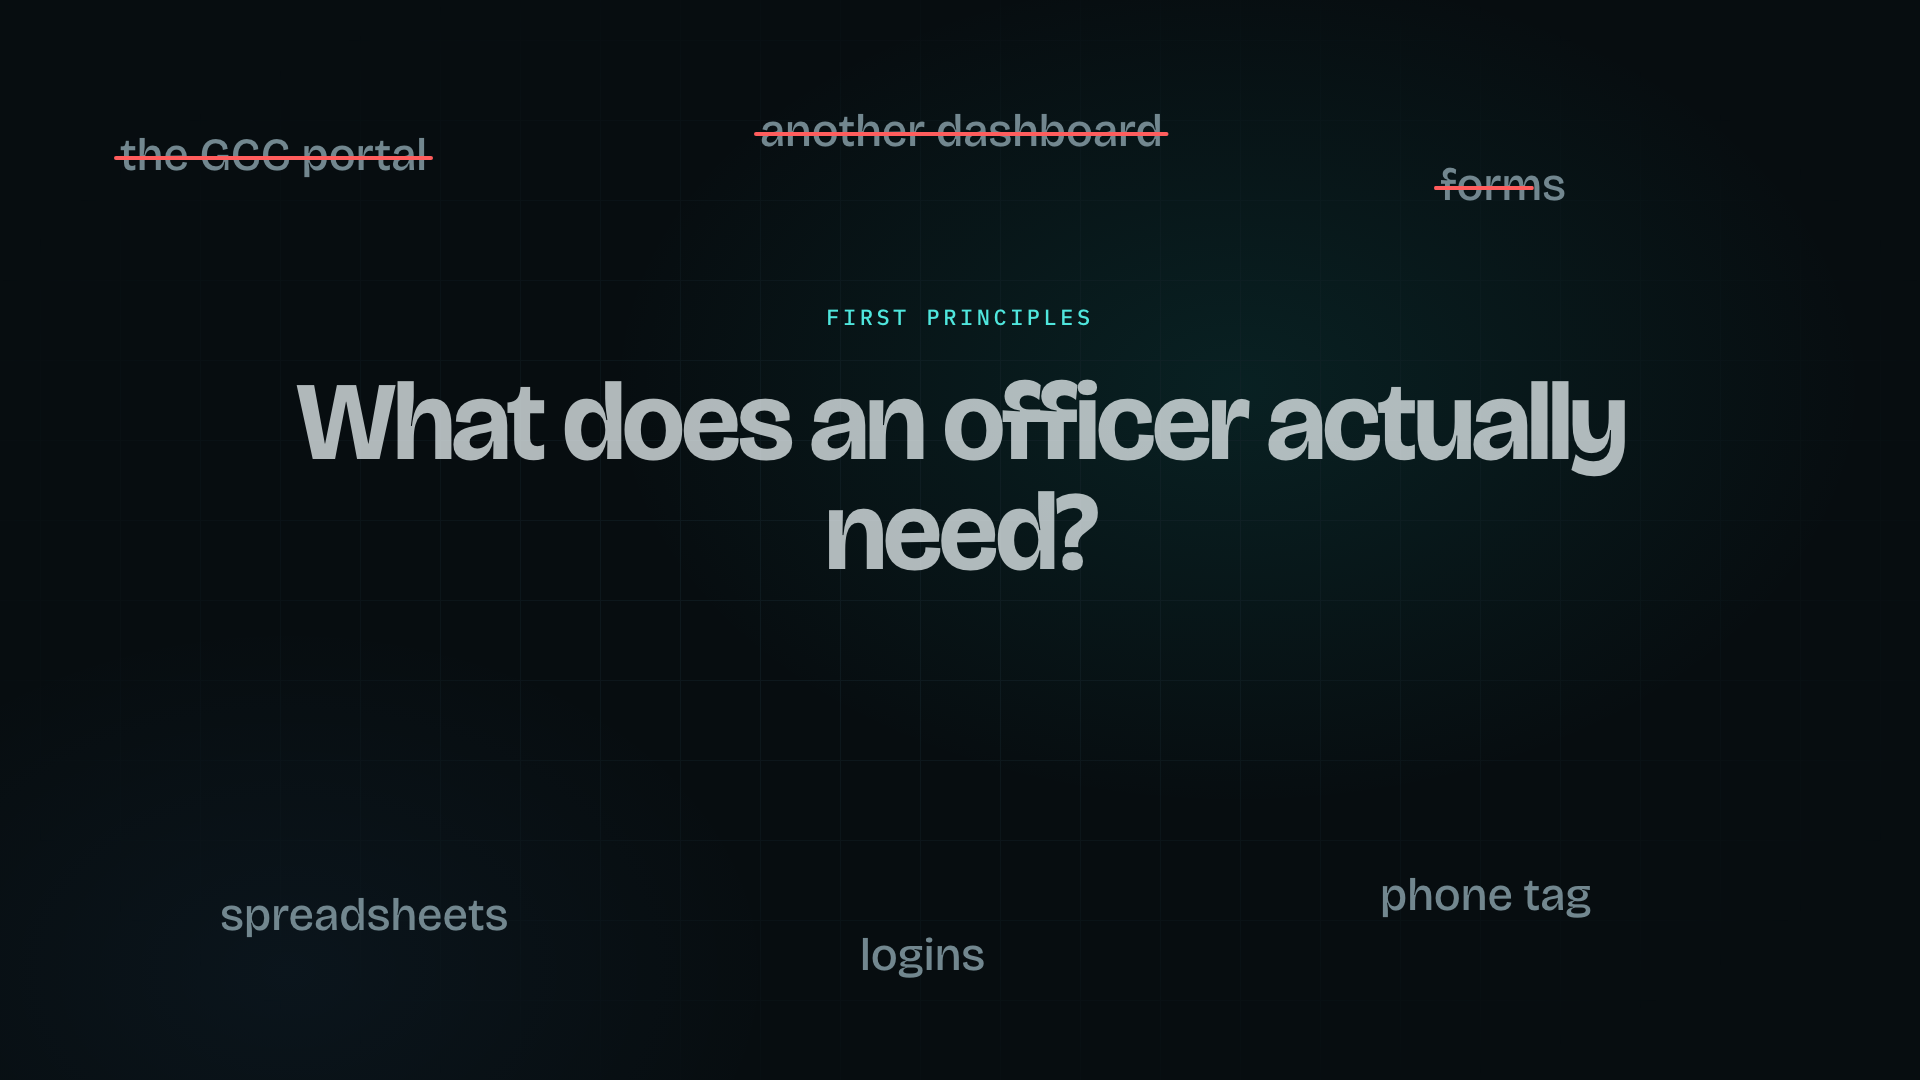 the GCC portal
another dashboard
forms
FIRST PRINCIPLES
What does an officer actually
need?
spreadsheets
logins
phone tag